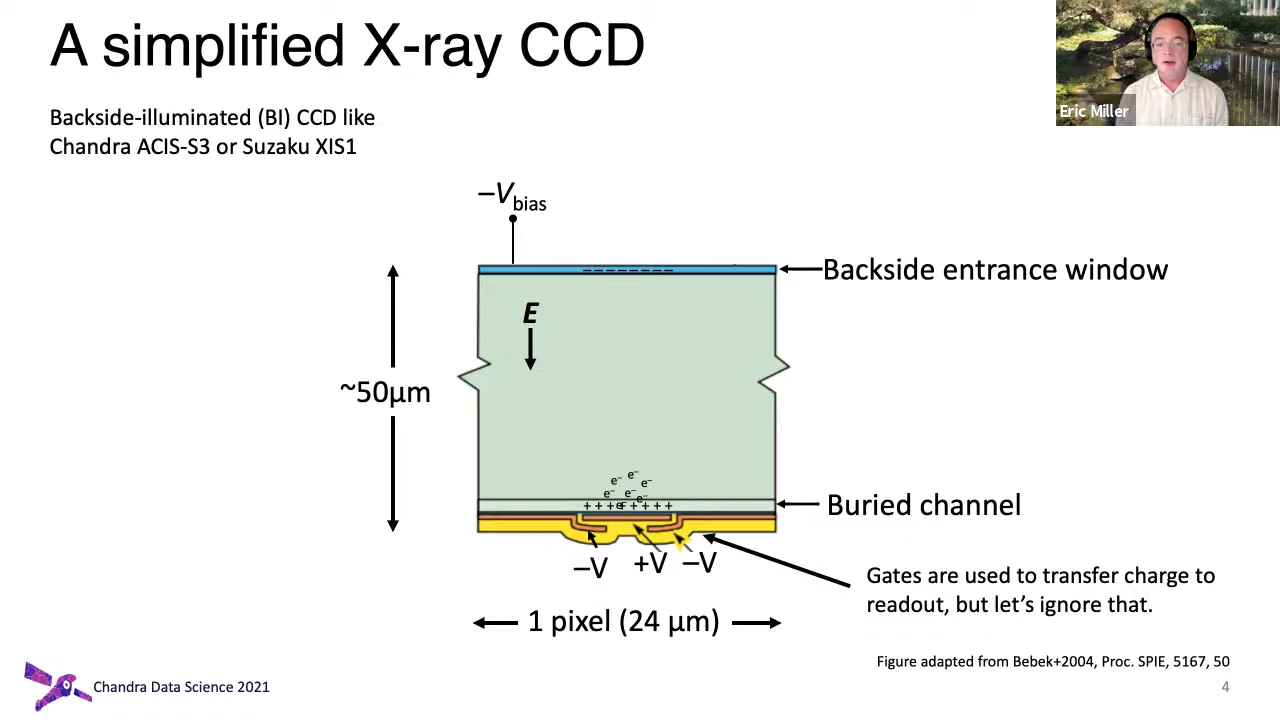 A simplified X-ray CCD
Eric Miller
Backside-illuminated (BI) CCD like
Chandra ACIS-S3 or Suzaku XIS1
–Vbias
Backside entrance window
E
~50μm
e– e– e–
e– e– e–
+ + + e– + + + +
Buried channel
–V +V –V
Gates are used to transfer charge to
readout, but let's ignore that.
1 pixel (24 μm)
Figure adapted from Bebek+2004, Proc. SPIE, 5167, 50
Chandra Data Science 2021
4